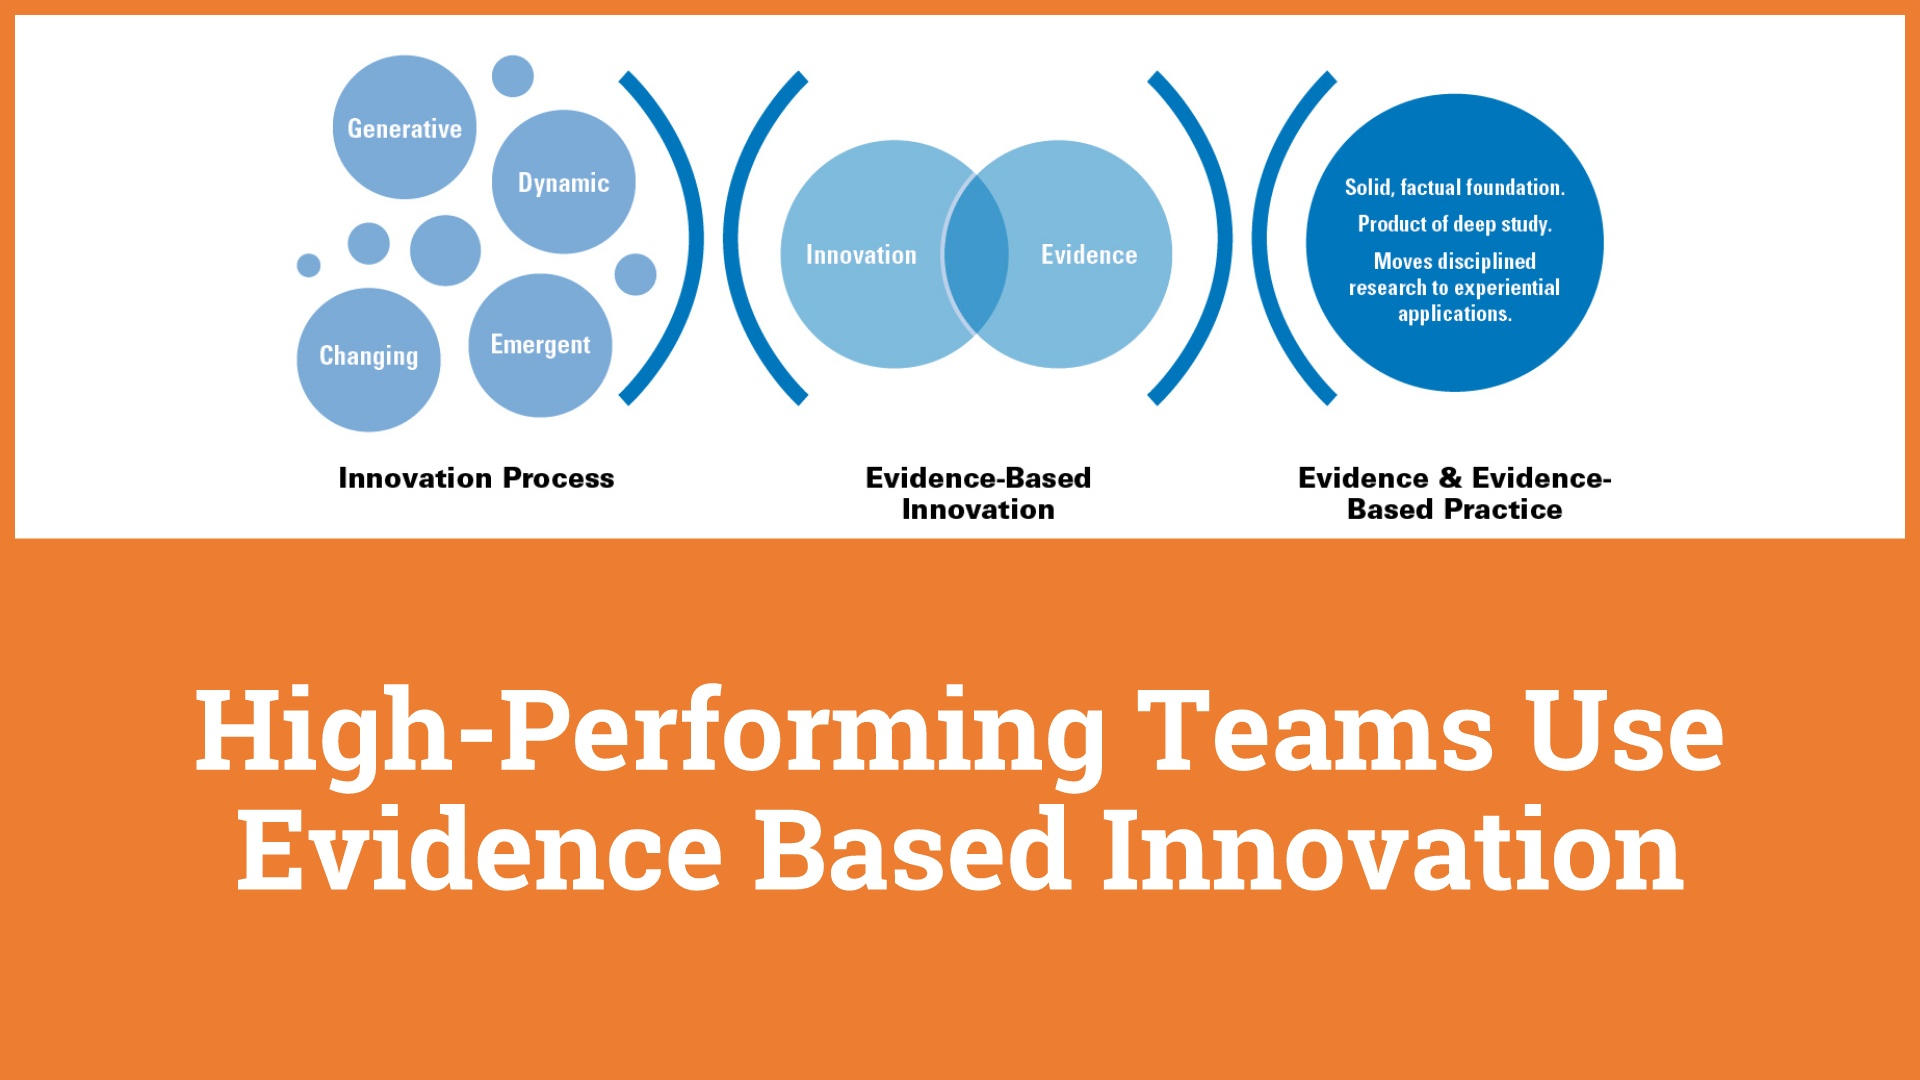 Generative
Dynamic
Changing
Emergent
Innovation Process
Innovation
Evidence
Evidence-Based
Innovation
Solid, factual foundation.
Product of deep study.
Moves disciplined
research to experiential
applications.
Evidence & Evidence-
Based Practice
High-Performing Teams Use
Evidence Based Innovation